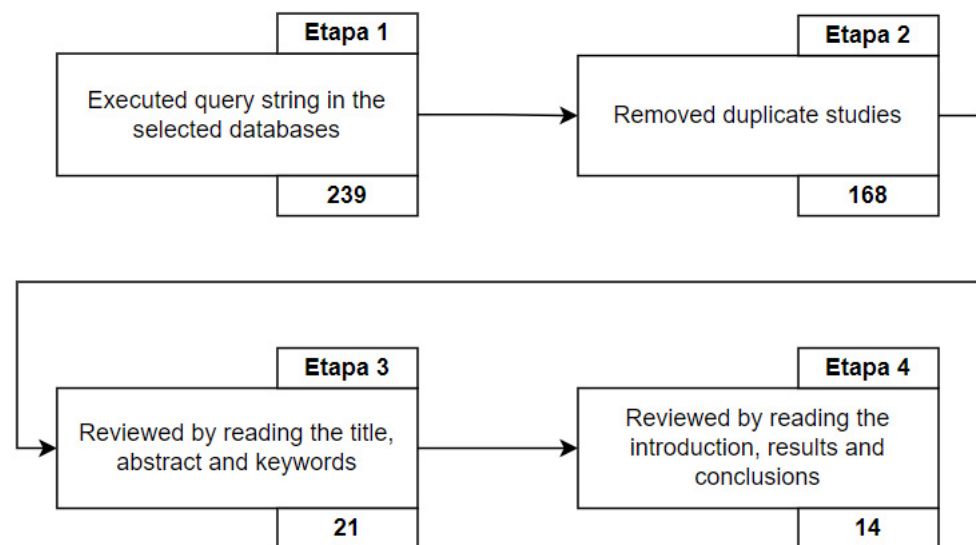 Etapa 1
Executed query string in the
selected databases
239
Etapa 2
Removed duplicate studies
168
Etapa 3
Reviewed by reading the title,
abstract and keywords
21
Etapa 4
Reviewed by reading the
introduction, results and
conclusions
14